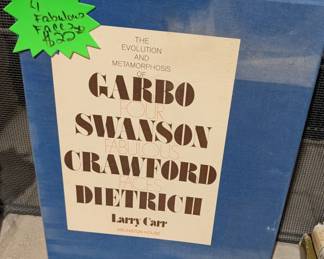 4
Fabulous
Faces
$20
THE
EVOLUTION
AND
METAMORPHOSIS
OF
GARBO
FOUR
SWANSON
FABULOUS
CRAWFORD
FACES
DIETRICH
Larry Carr
ARLINGTON HOUSE